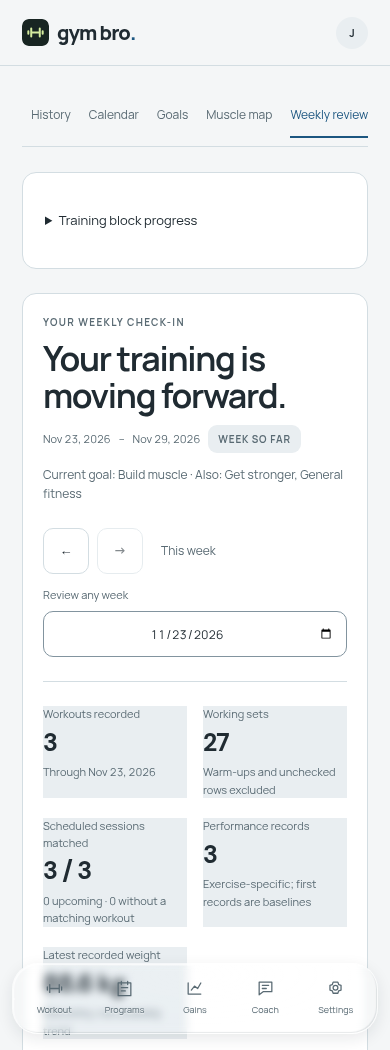 gym bro.
J
History Calendar Goals Muscle map Weekly review
Training block progress
YOUR WEEKLY CHECK-IN
Your training is
moving forward.
Nov 23, 2026 – Nov 29, 2026 WEEK SO FAR
Current goal: Build muscle · Also: Get stronger, General
fitness
← → This week
Review any week
11/23/2026
Workouts recorded
3
Through Nov 23, 2026
Working sets
27
Warm-ups and unchecked
rows excluded
Scheduled sessions
matched
3 / 3
0 upcoming · 0 without a
matching workout
Performance records
3
Exercise-specific; first
records are baselines
Latest recorded weight
trend
Workout Programs Gains Coach Settings